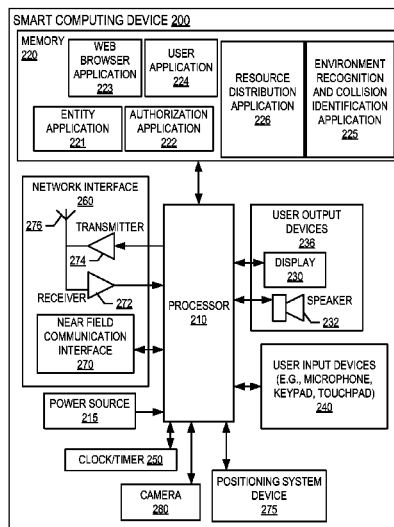 SMART COMPUTING DEVICE 200
MEMORY
220
WEB
BROWSER
APPLICATION
223
USER
APPLICATION
224
ENTITY
APPLICATION
221
AUTHORIZATION
APPLICATION
222
RESOURCE
DISTRIBUTION
APPLICATION
226
ENVIRONMENT
RECOGNITION
AND COLLISION
IDENTIFICATION
APPLICATION
225
NETWORK INTERFACE
260
276
TRANSMITTER
274
RECEIVER
272
NEAR FIELD
COMMUNICATION
INTERFACE
270
PROCESSOR
210
USER OUTPUT
DEVICES
236
DISPLAY
230
SPEAKER
232
USER INPUT DEVICES
(E.G., MICROPHONE,
KEYPAD, TOUCHPAD)
240
POWER SOURCE
215
CLOCK/TIMER 250
CAMERA
280
POSITIONING SYSTEM
DEVICE
275